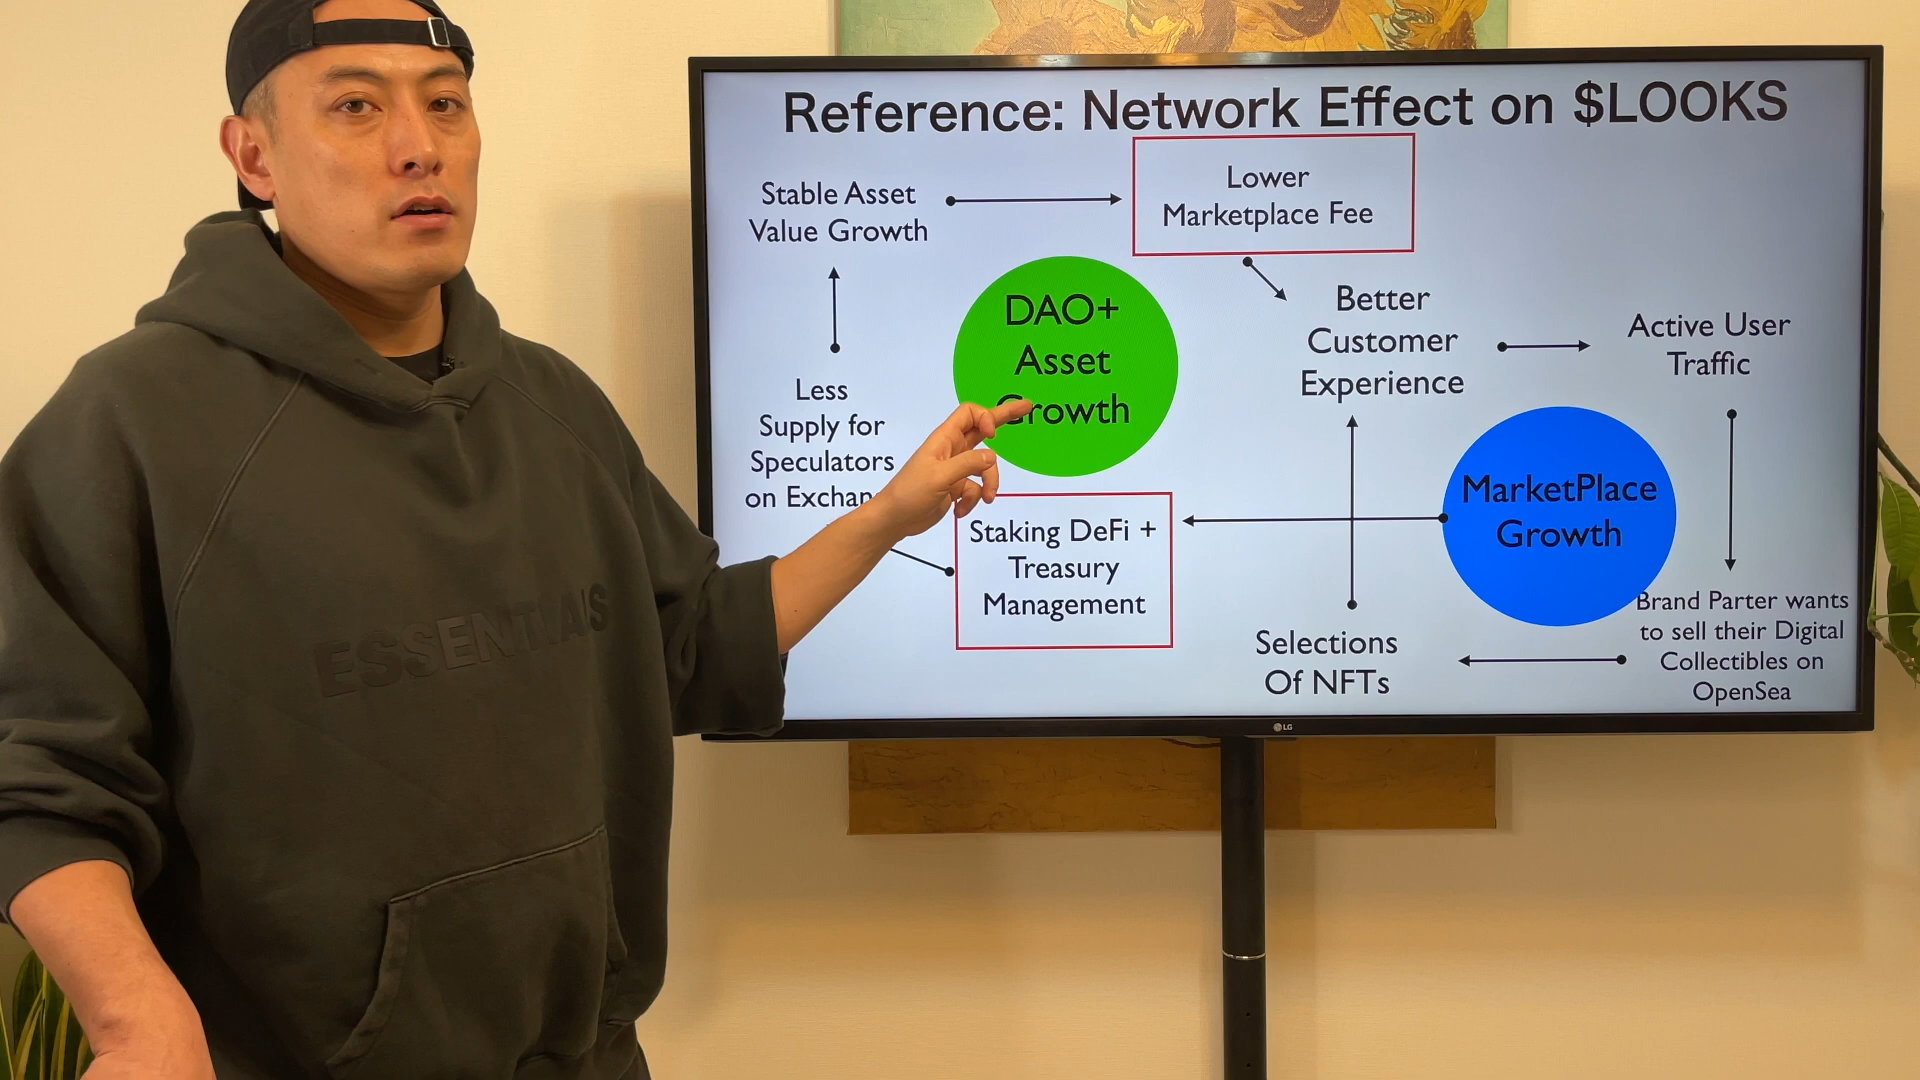 Reference: Network Effect on $LOOKS
Stable Asset
Value Growth
Lower
Marketplace Fee
DAO+
Asset
Growth
Better
Customer
Experience
Active User
Traffic
Less
Supply for
Speculators
on
MarketPlace
Growth
Staking DeFi +
Treasury
Management
Selections
Of NFTs
Brand Parter wants
to sell their Digital
Collectibles on
OpenSea
ESSENTIALS
LG